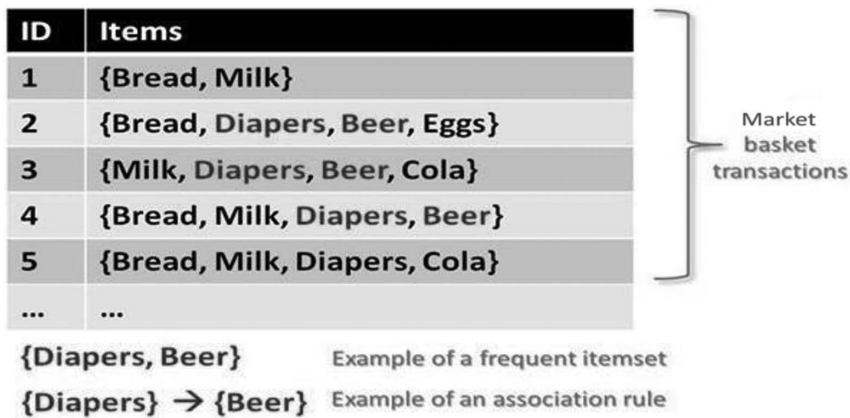 ID Items
1 {Bread, Milk}
2 {Bread, Diapers, Beer, Eggs}
3 {Milk, Diapers, Beer, Cola}
4 {Bread, Milk, Diapers, Beer}
5 {Bread, Milk, Diapers, Cola}
... ...
Market
basket
transactions
{Diapers, Beer} Example of a frequent itemset
{Diapers} → {Beer} Example of an association rule